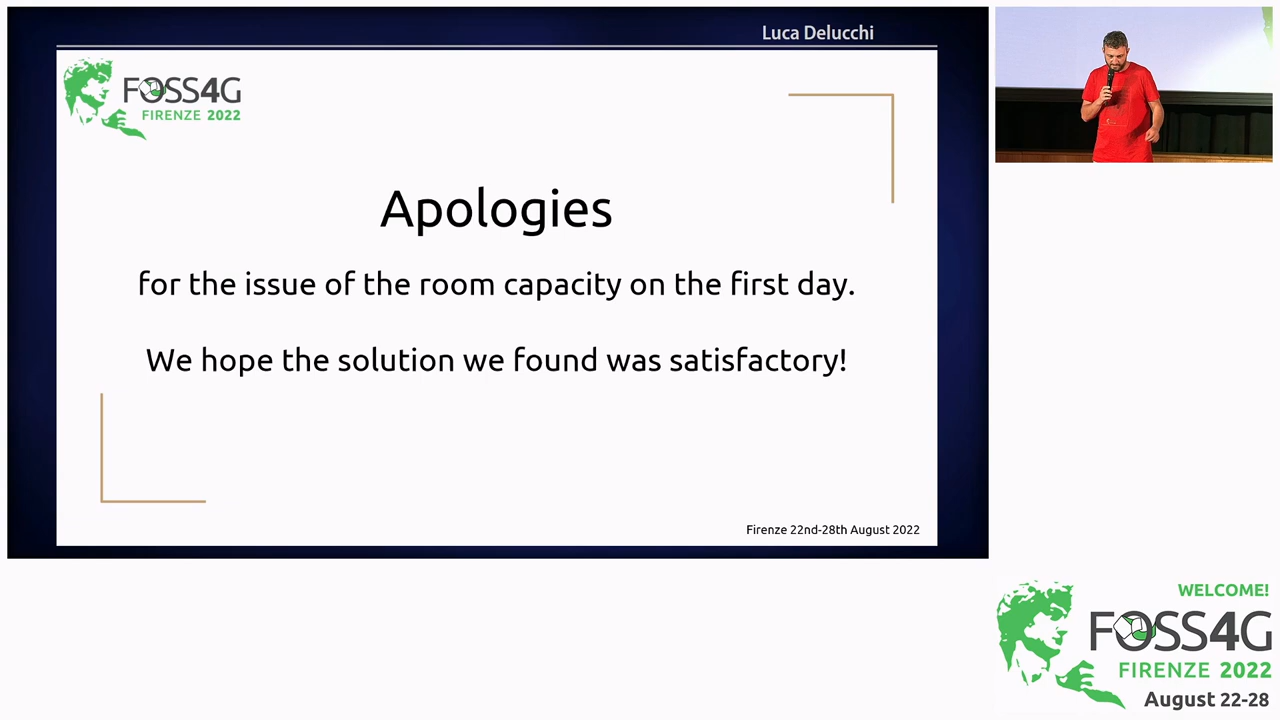 Luca Delucchi
FOSS4G
FIRENZE 2022
Apologies
for the issue of the room capacity on the first day.
We hope the solution we found was satisfactory!
Firenze 22nd-28th August 2022
WELCOME!
FOSS4G
FIRENZE 2022
August 22-28